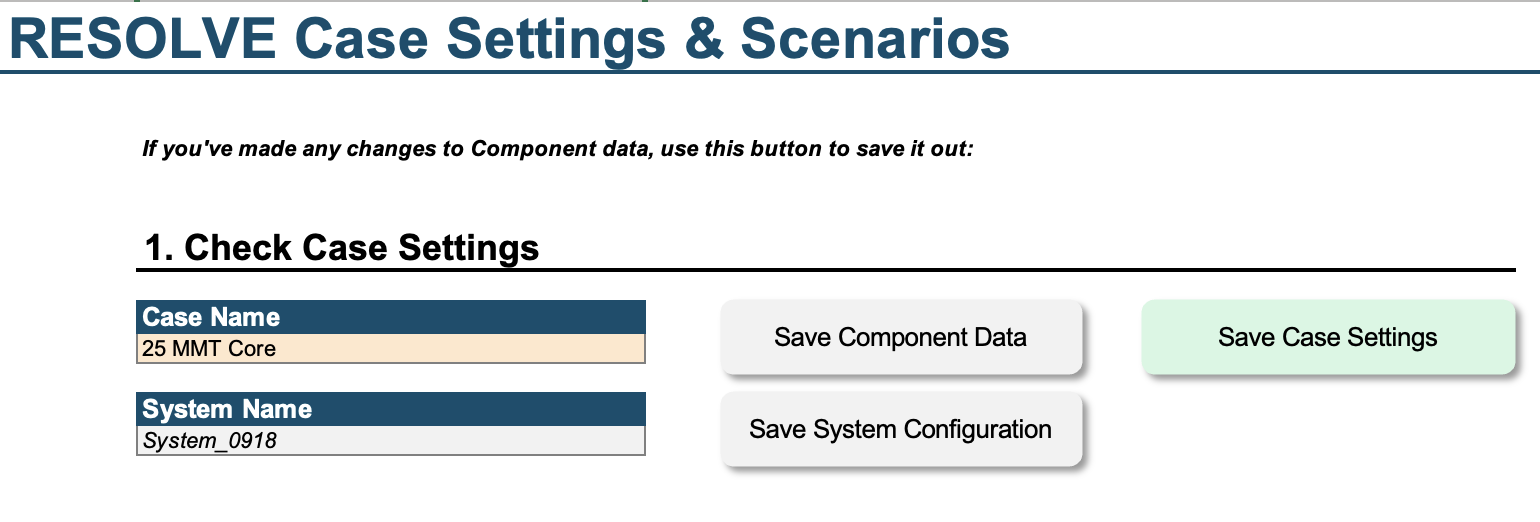 RESOLVE Case Settings & Scenarios
If you've made any changes to Component data, use this button to save it out:
1. Check Case Settings
Case Name
25 MMT Core
Save Component Data
Save Case Settings
System Name
System_0918
Save System Configuration